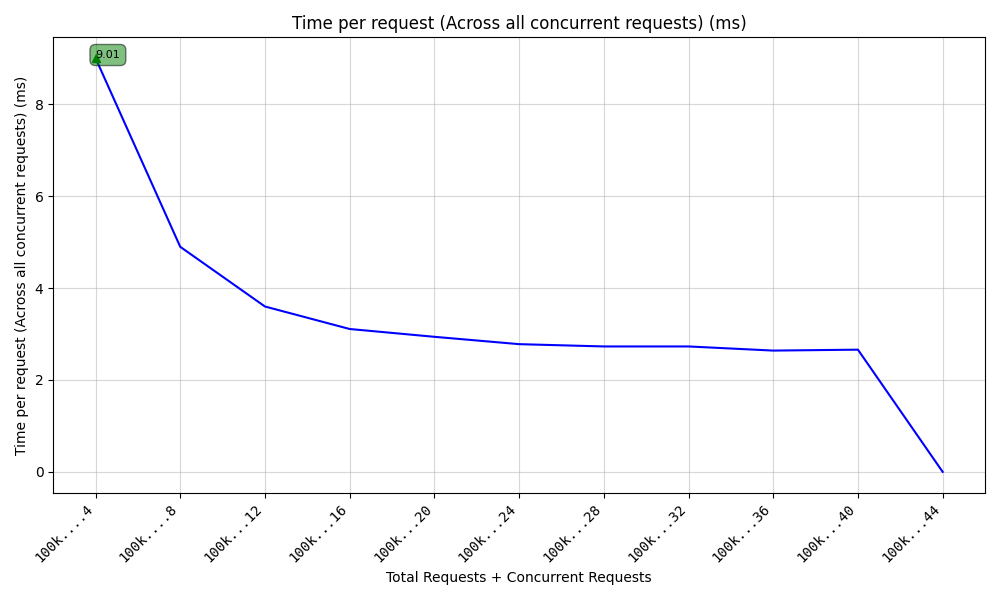 Time per request (Across all concurrent requests) (ms)
9.01
Time per request (Across all concurrent requests) (ms)
8
6
4
2
0
100k....4
100k....8
100k...12
100k...16
100k...20
100k...24
100k...28
100k...32
100k...36
100k...40
100k...44
Total Requests + Concurrent Requests